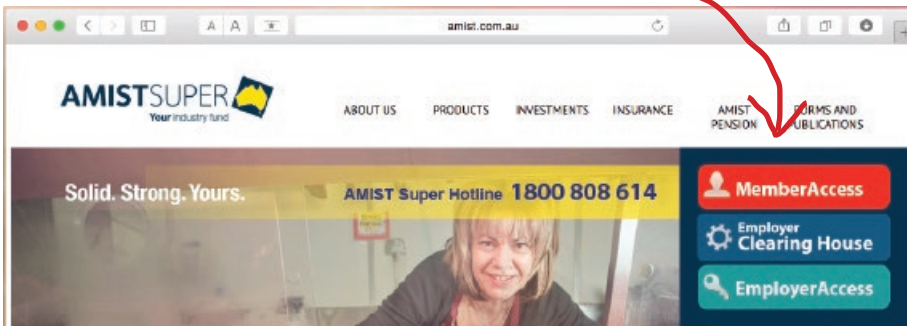 A A
amist.com.au
AMISTSUPER
Your industry fund
ABOUT US PRODUCTS INVESTMENTS INSURANCE AMIST PENSION FORMS AND PUBLICATIONS
Solid. Strong. Yours.
AMIST Super Hotline 1800 808 614
MemberAccess
Employer
Clearing House
EmployerAccess